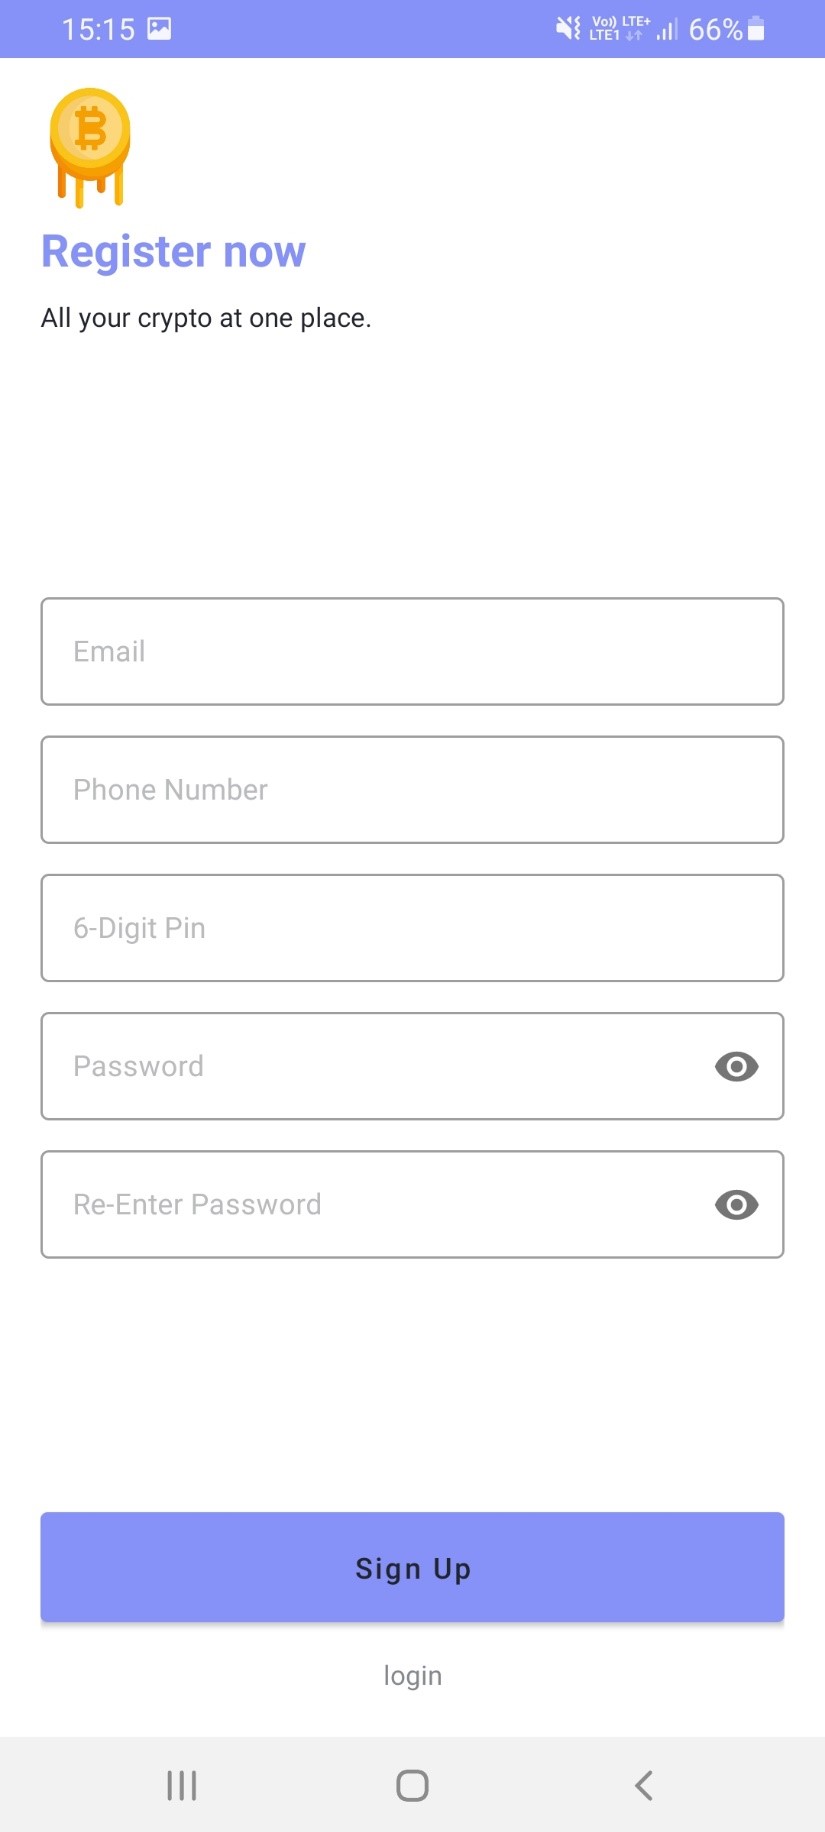 15:15
Vo)) LTE+
LTE1
66%
Register now
All your crypto at one place.
Email
Phone Number
6-Digit Pin
Password
Re-Enter Password
Sign Up
login